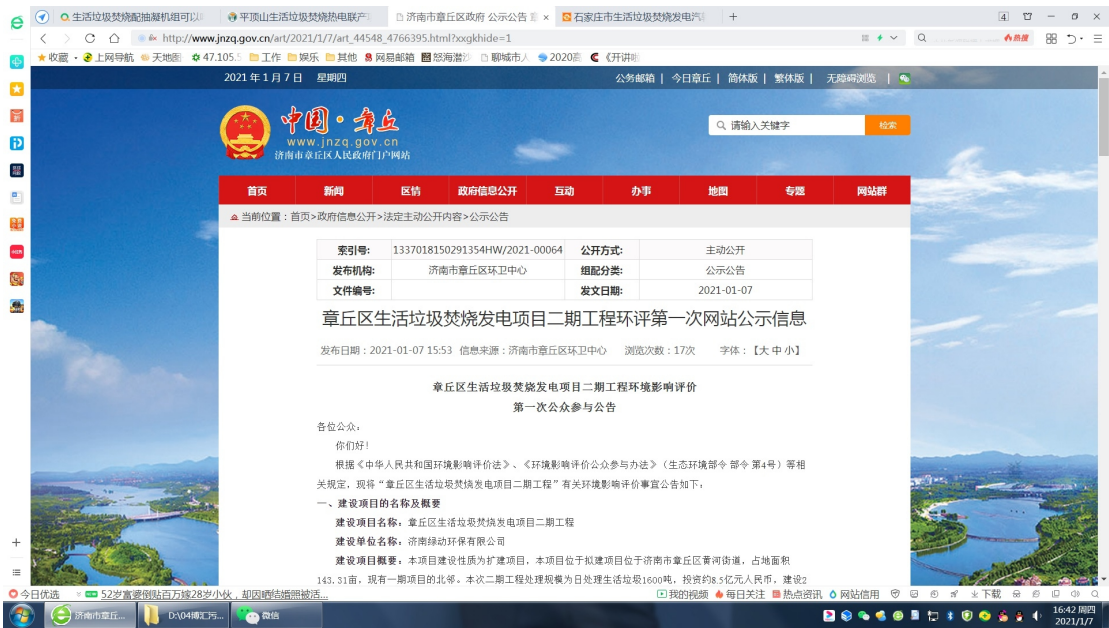 生活垃圾焚烧配抽凝机组可以
平顶山生活垃圾焚烧热电联产
济南市章丘区政府 公示公告
石家庄市生活垃圾焚烧发电汽
http://www.jnzq.gov.cn/art/2021/1/7/art_44548_4766395.html?xxgkhide=1
热搜
收藏 上网导航 天地图 47.105.5 工作 娱乐 其他 网易邮箱 怒海潜沙 聊城市人 2020高 《开讲啦
2021 年 1 月 7 日 星期四
公务邮箱 | 今日章丘 | 简体版 | 繁体版 | 无障碍浏览 |
中国·章丘
www.jnzq.gov.cn
济南市章丘区人民政府门户网站
请输入关键字 检索
首页 新闻 区情 政府信息公开 互动 办事 地图 专题 网站群
当前位置：首页>政府信息公开>法定主动公开内容>公示公告
索引号: 1337018150291354HW/2021-00064 公开方式: 主动公开
发布机构: 济南市章丘区环卫中心 组配分类: 公示公告
文件编号: 发文日期: 2021-01-07
章丘区生活垃圾焚烧发电项目二期工程环评第一次网站公示信息
发布日期：2021-01-07 15:53 信息来源：济南市章丘区环卫中心 浏览次数：17次 字体：【大 中 小】
章丘区生活垃圾焚烧发电项目二期工程环境影响评价
第一次公众参与公告
各位公众：
你们好！
根据《中华人民共和国环境影响评价法》、《环境影响评价公众参与办法》（生态环境部令 部令 第4号）等相
关规定，现将“章丘区生活垃圾焚烧发电项目二期工程”有关环境影响评价事宜公告如下：
一、建设项目的名称及概要
建设项目名称：章丘区生活垃圾焚烧发电项目二期工程
建设单位名称：济南绿动环保有限公司
建设项目概要：本项目建设性质为扩建项目，本项目位于拟建项目位于济南市章丘区黄河街道，占地面积
143.31亩，现有一期项目的北邻。本次二期工程处理规模为日处理生活垃圾1600吨，投资约8.5亿元人民币，建设2
今日优选 52岁富婆倒贴百万嫁28岁小伙，却因晒结婚照被活...
我的视频 每日关注 热点资讯 网站信用 下载
济南市章丘... D:\04博汇污... 微信
16:42 周四
2021/1/7